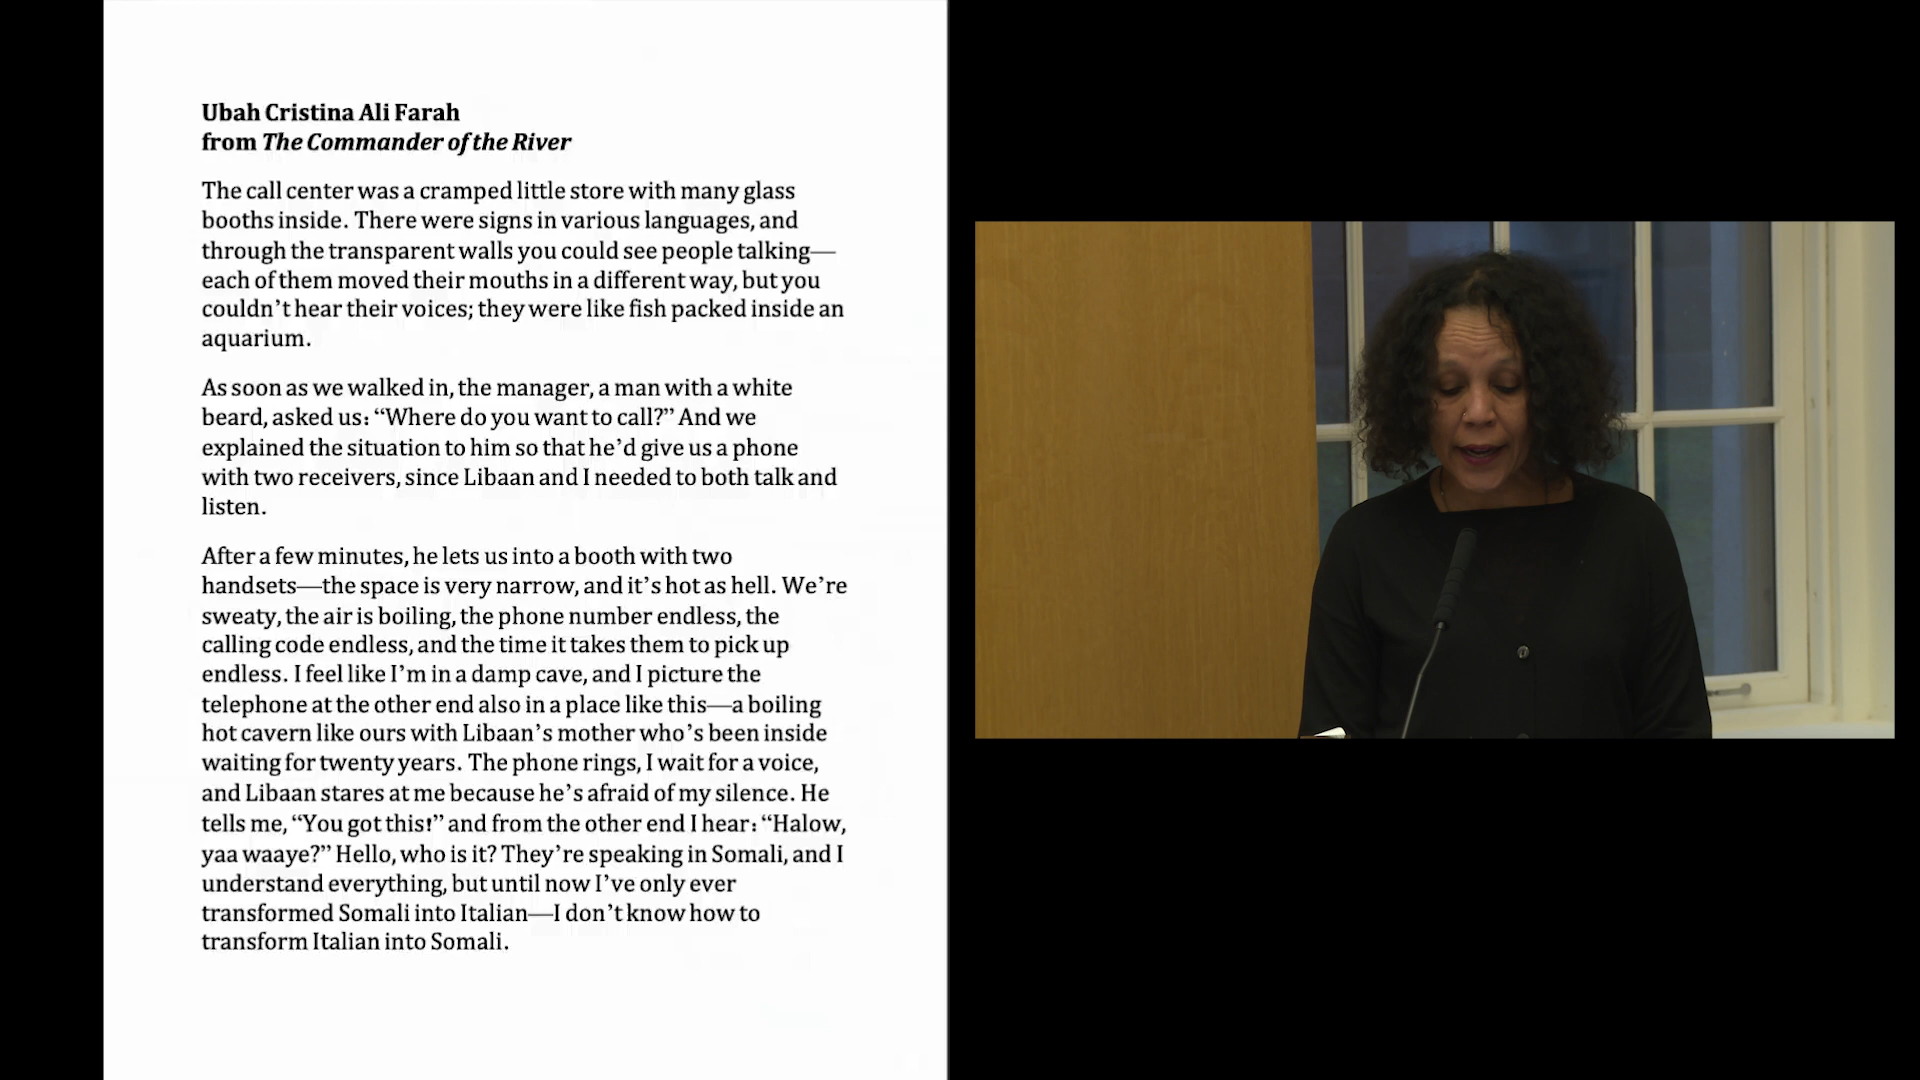 Ubah Cristina Ali Farah
from The Commander of the River
The call center was a cramped little store with many glass
booths inside. There were signs in various languages, and
through the transparent walls you could see people talking—
each of them moved their mouths in a different way, but you
couldn’t hear their voices; they were like fish packed inside an
aquarium.
As soon as we walked in, the manager, a man with a white
beard, asked us: “Where do you want to call?” And we
explained the situation to him so that he’d give us a phone
with two receivers, since Libaan and I needed to both talk and
listen.
After a few minutes, he lets us into a booth with two
handsets—the space is very narrow, and it’s hot as hell. We’re
sweaty, the air is boiling, the phone number endless, the
calling code endless, and the time it takes them to pick up
endless. I feel like I’m in a damp cave, and I picture the
telephone at the other end also in a place like this—a boiling
hot cavern like ours with Libaan’s mother who’s been inside
waiting for twenty years. The phone rings, I wait for a voice,
and Libaan stares at me because he’s afraid of my silence. He
tells me, “You got this!” and from the other end I hear: “Halow,
yaa waaye?” Hello, who is it? They’re speaking in Somali, and I
understand everything, but until now I’ve only ever
transformed Somali into Italian—I don’t know how to
transform Italian into Somali.